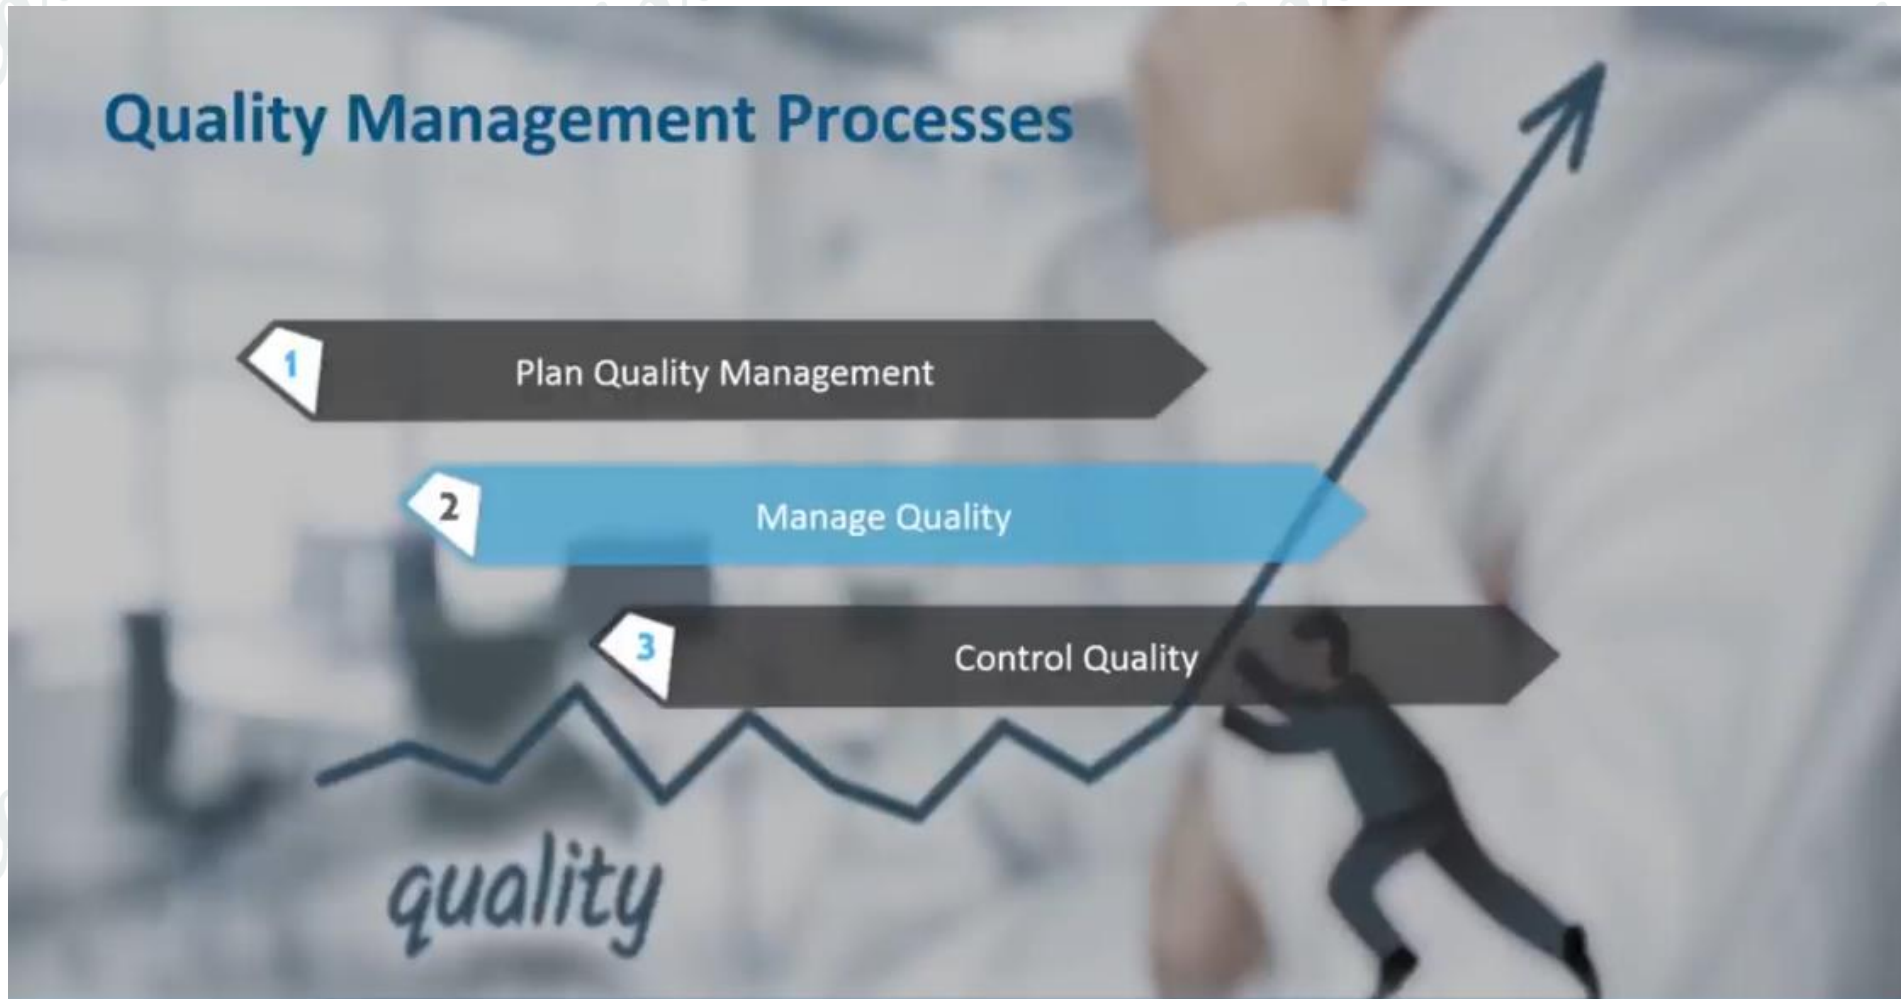 Quality Management Processes
1
Plan Quality Management
2
Manage Quality
3
Control Quality
quality